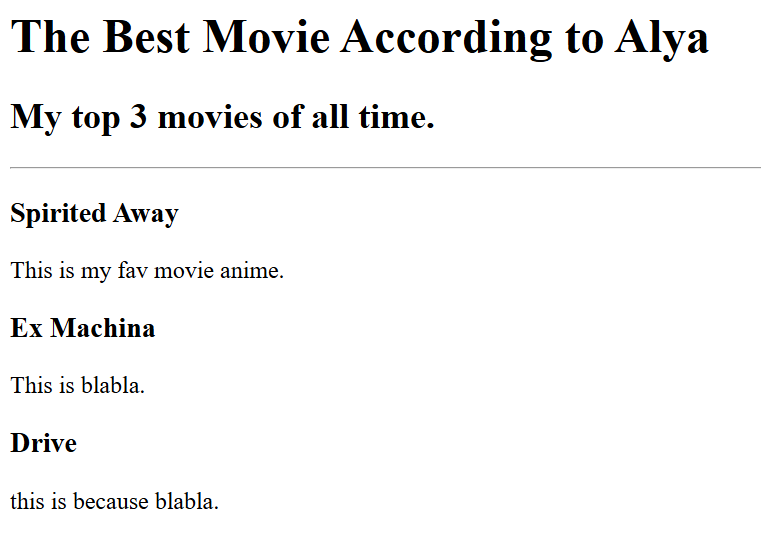 The Best Movie According to Alya
My top 3 movies of all time.
Spirited Away
This is my fav movie anime.
Ex Machina
This is blabla.
Drive
this is because blabla.